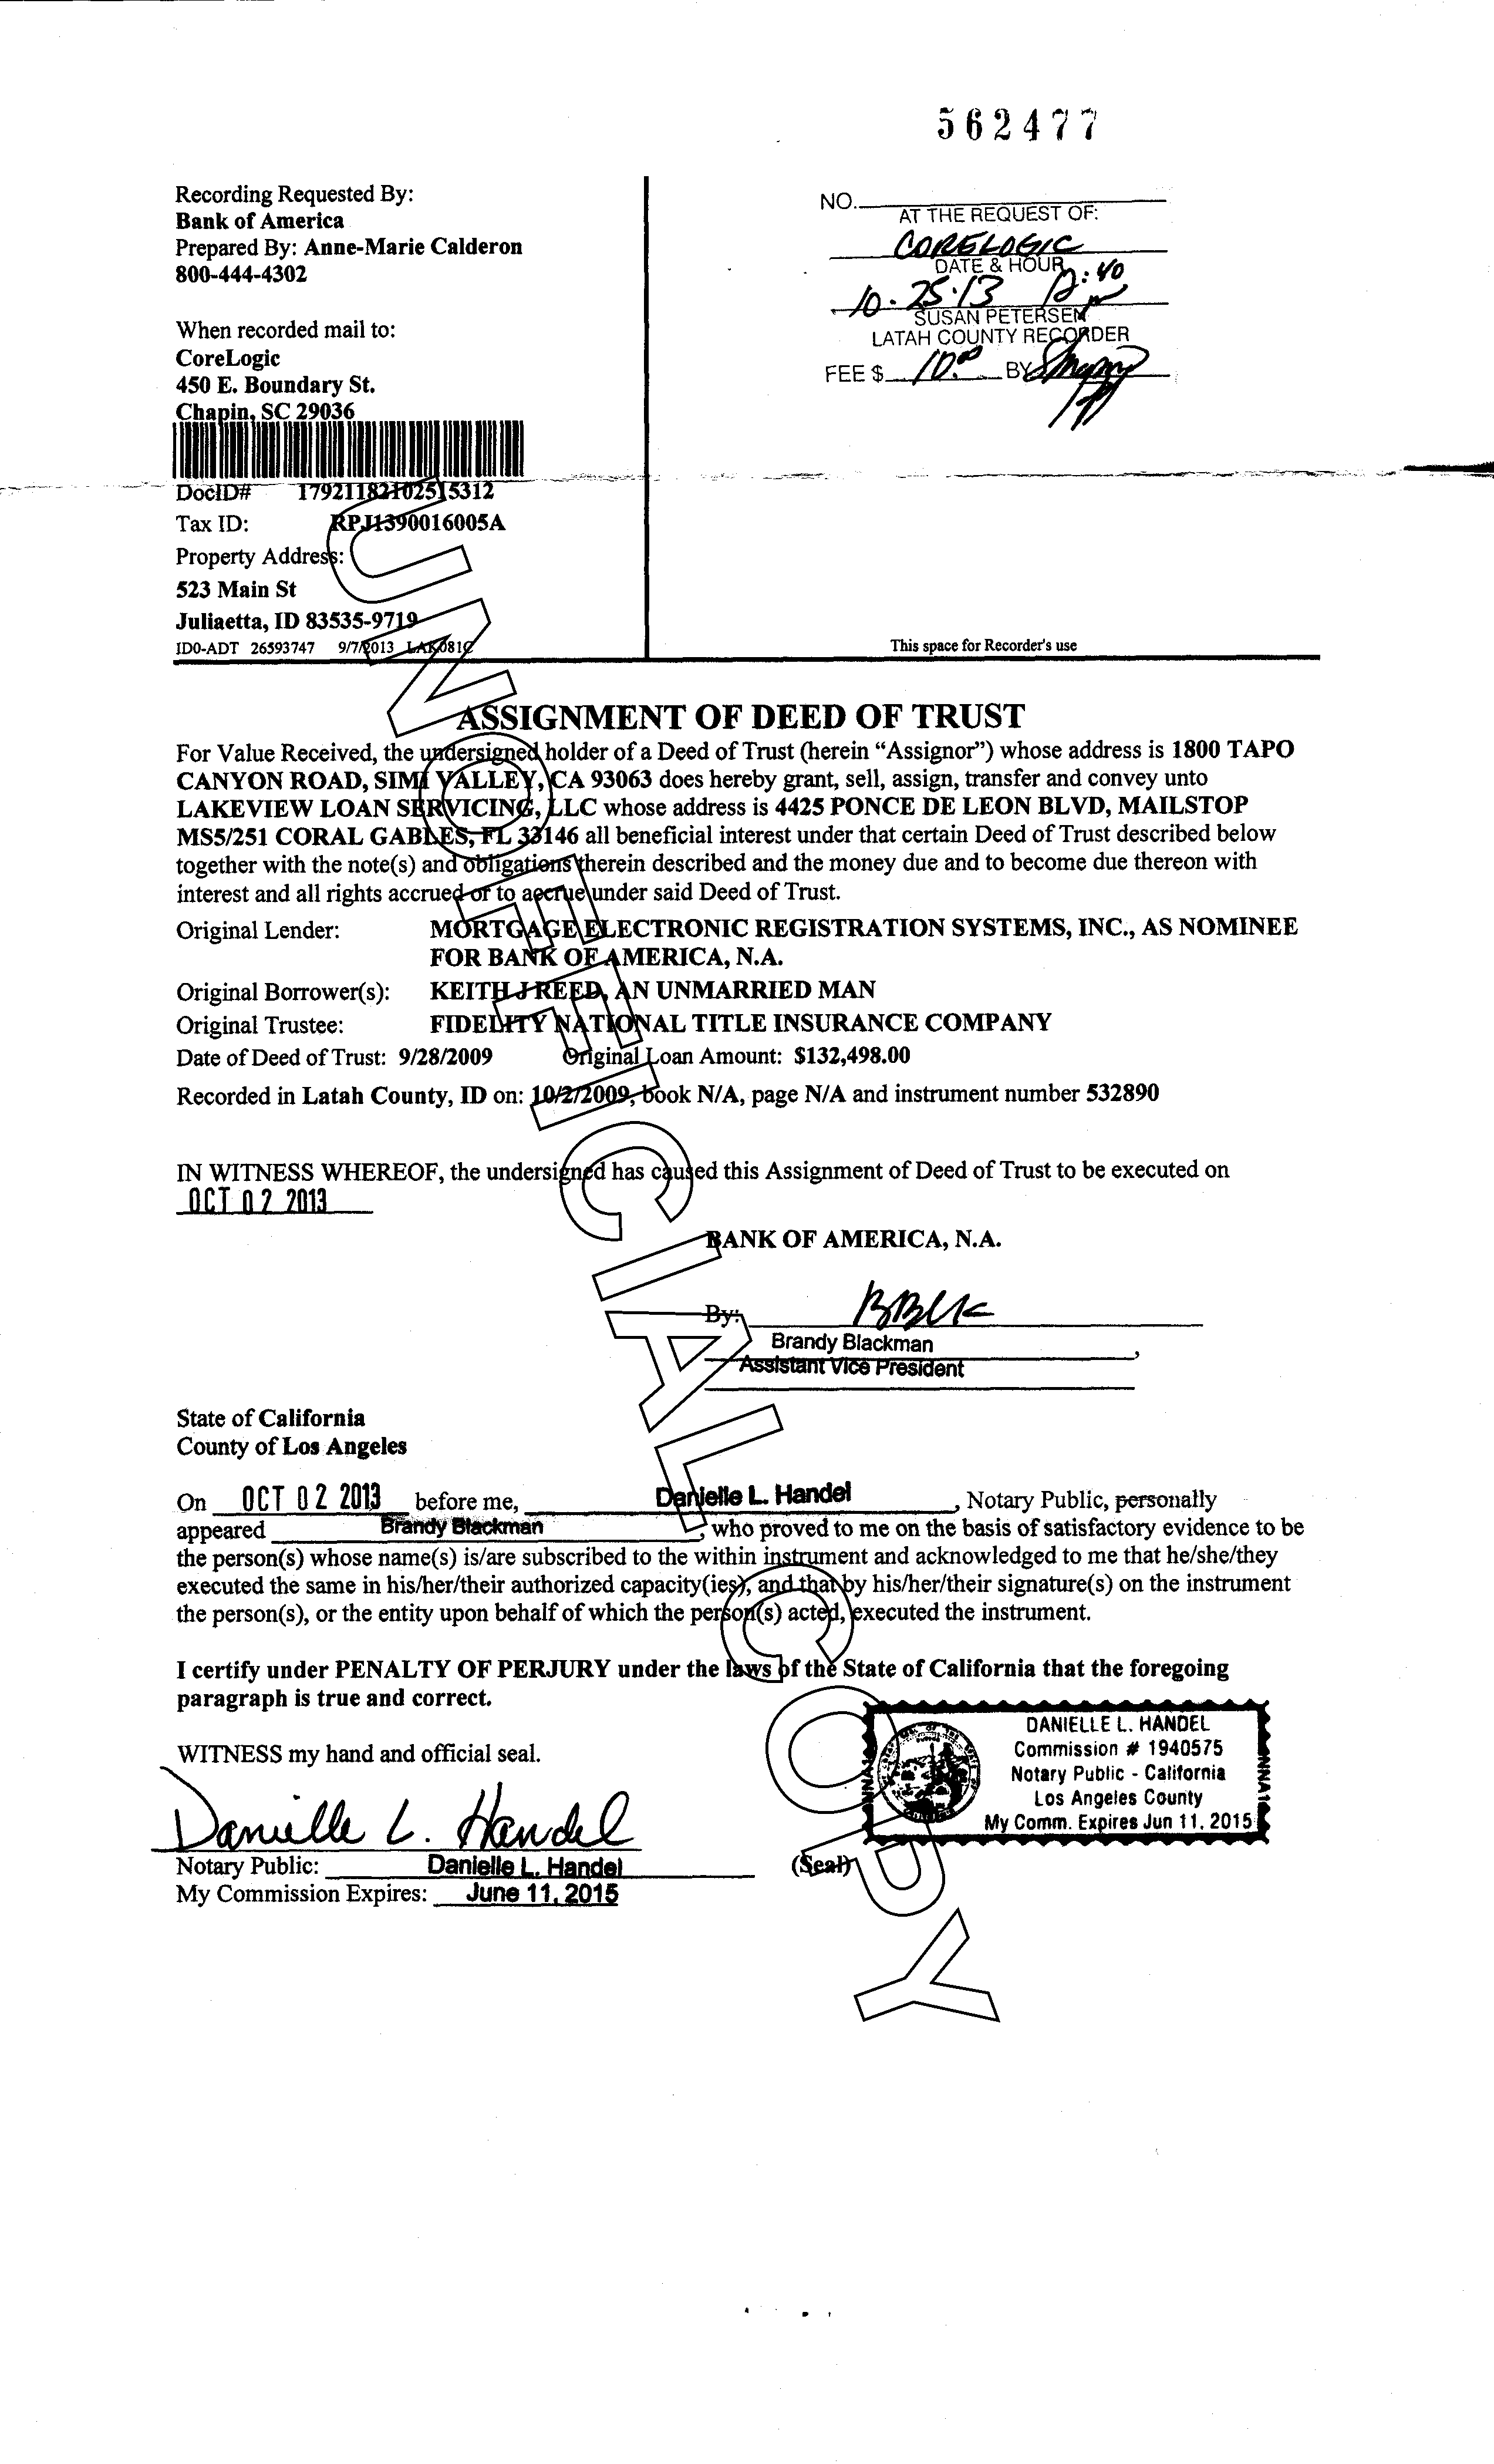 562477
Recording Requested By:
Bank of America
Prepared By: Anne-Marie Calderon
800-444-4302
When recorded mail to:
CoreLogic
450 E. Boundary St.
Chapin, SC 29036
DocID# 17921182102515312
Tax ID: RPJ1390016005A
Property Address:
523 Main St
Juliaetta, ID 83535-9719
ID0-ADT 26593747 9/7/2013 LAK081C
NO.
AT THE REQUEST OF:
CORELOGIC
DATE & HOUR
10.25.13 12:40
SUSAN PETERSEN
LATAH COUNTY RECORDER
FEE $ 10.00 BY
This space for Recorder's use
ASSIGNMENT OF DEED OF TRUST
For Value Received, the undersigned holder of a Deed of Trust (herein “Assignor”) whose address is 1800 TAPO
CANYON ROAD, SIMI VALLEY, CA 93063 does hereby grant, sell, assign, transfer and convey unto
LAKEVIEW LOAN SERVICING, LLC whose address is 4425 PONCE DE LEON BLVD, MAILSTOP
MS5/251 CORAL GABLES, FL 33146 all beneficial interest under that certain Deed of Trust described below
together with the note(s) and obligations therein described and the money due and to become due thereon with
interest and all rights accrued or to accrue under said Deed of Trust.
Original Lender: MORTGAGE ELECTRONIC REGISTRATION SYSTEMS, INC., AS NOMINEE
FOR BANK OF AMERICA, N.A.
Original Borrower(s): KEITH J REED, AN UNMARRIED MAN
Original Trustee: FIDELITY NATIONAL TITLE INSURANCE COMPANY
Date of Deed of Trust: 9/28/2009 Original Loan Amount: $132,498.00
Recorded in Latah County, ID on: 10/2/2009, book N/A, page N/A and instrument number 532890
IN WITNESS WHEREOF, the undersigned has caused this Assignment of Deed of Trust to be executed on
OCT 02 2013
BANK OF AMERICA, N.A.
By:
Brandy Blackman
Assistant Vice President
State of California
County of Los Angeles
On OCT 02 2013 before me, Danielle L. Handel, Notary Public, personally
appeared Brandy Blackman, who proved to me on the basis of satisfactory evidence to be
the person(s) whose name(s) is/are subscribed to the within instrument and acknowledged to me that he/she/they
executed the same in his/her/their authorized capacity(ies), and that by his/her/their signature(s) on the instrument
the person(s), or the entity upon behalf of which the person(s) acted, executed the instrument.
I certify under PENALTY OF PERJURY under the laws of the State of California that the foregoing
paragraph is true and correct.
WITNESS my hand and official seal.
Danielle L. Handel
Notary Public: Danielle L. Handel
My Commission Expires: June 11, 2015
(Seal)
DANIELLE L. HANDEL
Commission # 1940575
Notary Public - California
Los Angeles County
My Comm. Expires Jun 11, 2015
UNOFFICIAL COPY